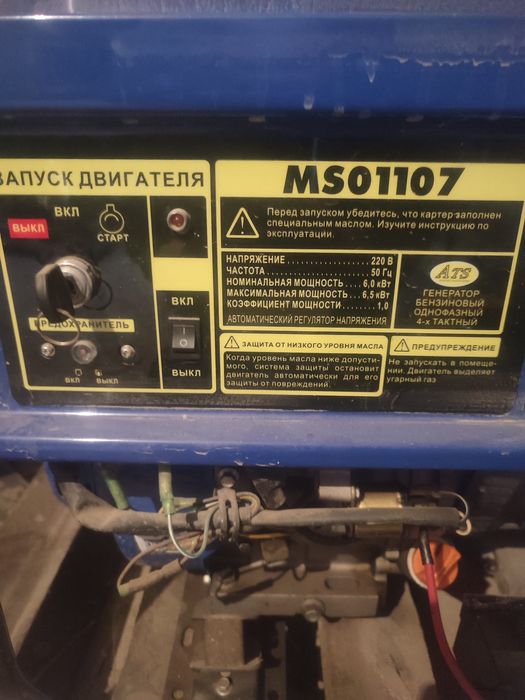 ЗАПУСК ДВИГАТЕЛЯ
ВКЛ
ВЫКЛ
СТАРТ
ПРЕДОХРАНИТЕЛЬ
ВКЛ ВЫКЛ
ВКЛ
ВЫКЛ
MS01107
Перед запуском убедитесь, что картер заполнен
специальным маслом. Изучите инструкцию по
эксплуатации.
НАПРЯЖЕНИЕ .................... 220 В
ЧАСТОТА ........................... 50 Гц
НОМИНАЛЬНАЯ МОЩНОСТЬ .... 6,0 кВт
МАКСИМАЛЬНАЯ МОЩНОСТЬ .. 6,5 кВт
КОЭФФИЦИЕНТ МОЩНОСТИ ........ 1,0
АВТОМАТИЧЕСКИЙ РЕГУЛЯТОР НАПРЯЖЕНИЯ
ATS
ГЕНЕРАТОР
БЕНЗИНОВЫЙ
ОДНОФАЗНЫЙ
4-х ТАКТНЫЙ
ЗАЩИТА ОТ НИЗКОГО УРОВНЯ МАСЛА
Когда уровень масла ниже допусти-
мого, система защиты остановит
двигатель автоматически для его
защиты от повреждений.
ПРЕДУПРЕЖДЕНИЕ
Не запускать в помеще-
нии. Двигатель выделяет
угарный газ